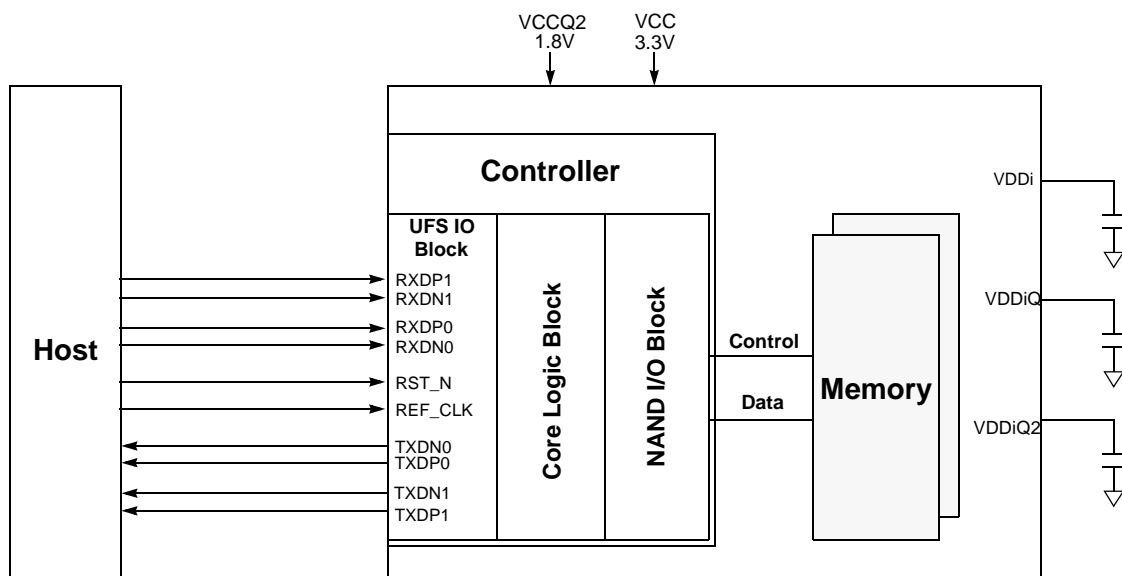 VCCQ2
1.8V
VCC
3.3V
Controller
VDDi
UFS IO
Block
RXDP1
RXDN1
RXDP0
RXDN0
RST_N
REF_CLK
TXDN0
TXDP0
TXDN1
TXDP1
Host
Core Logic Block
NAND I/O Block
Control
Data
Memory
VDDiQ
VDDiQ2